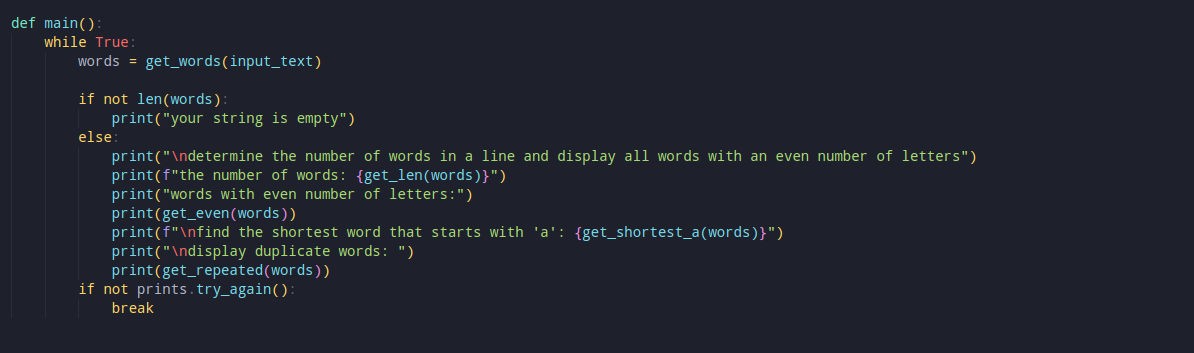 def main():
    while True:
        words = get_words(input_text)

        if not len(words):
            print("your string is empty")
        else:
            print("\ndetermine the number of words in a line and display all words with an even number of letters")
            print(f"the number of words: {get_len(words)}")
            print("words with even number of letters:")
            print(get_even(words))
            print(f"\nfind the shortest word that starts with 'a': {get_shortest_a(words)}")
            print("\ndisplay duplicate words: ")
            print(get_repeated(words))
        if not prints.try_again():
            break